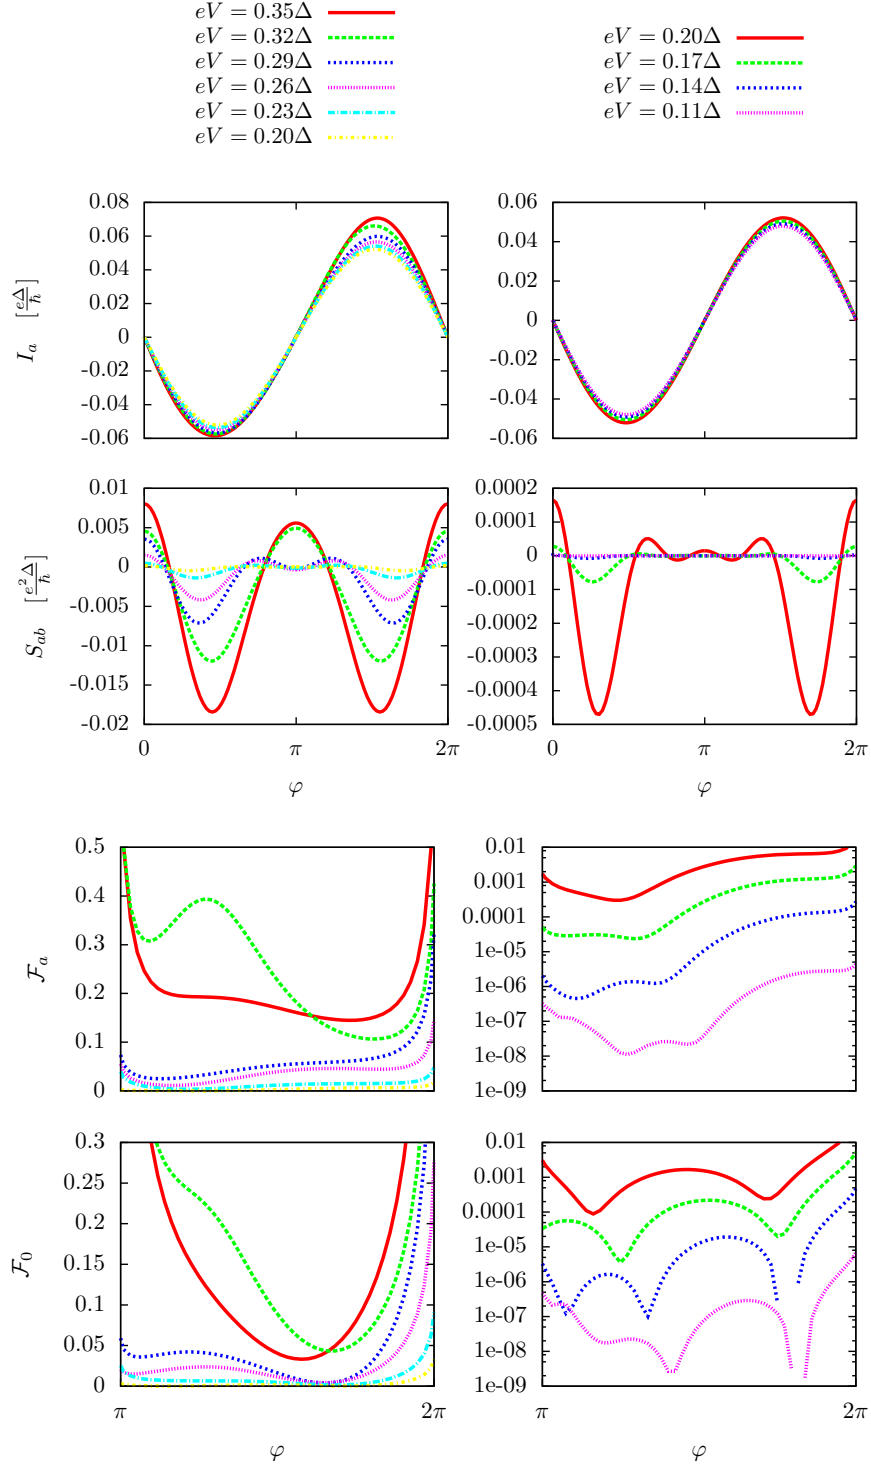 eV = 0.35Δ
eV = 0.32Δ
eV = 0.29Δ
eV = 0.26Δ
eV = 0.23Δ
eV = 0.20Δ
eV = 0.20Δ
eV = 0.17Δ
eV = 0.14Δ
eV = 0.11Δ
I_a [eΔ/ħ]
0.08
0.06
0.04
0.02
0
-0.02
-0.04
-0.06
0.06
0.04
0.02
0
-0.02
-0.04
-0.06
S_ab [e²Δ/ħ]
0.01
0.005
0
-0.005
-0.01
-0.015
-0.02
0 π 2π
φ
0.0002
0.0001
0
-0.0001
-0.0002
-0.0003
-0.0004
-0.0005
0 π 2π
φ
ℱ_a
0.5
0.4
0.3
0.2
0.1
0
0.01
0.001
0.0001
1e-05
1e-06
1e-07
1e-08
1e-09
ℱ_0
0.3
0.25
0.2
0.15
0.1
0.05
0
π 2π
φ
0.01
0.001
0.0001
1e-05
1e-06
1e-07
1e-08
1e-09
π 2π
φ